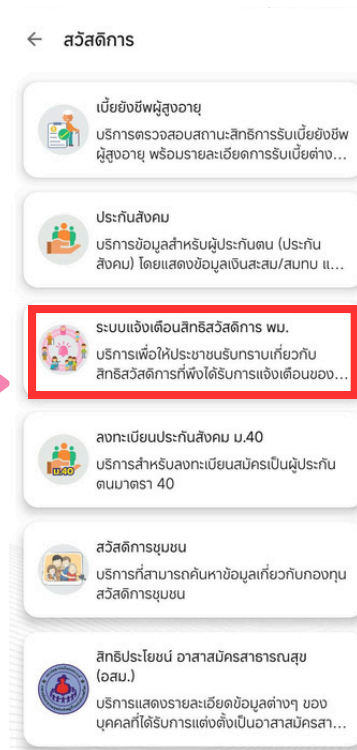 สวัสดิการ
เบี้ยยังชีพผู้สูงอายุ
บริการตรวจสอบสถานะสิทธิการรับเบี้ยยังชีพ
ผู้สูงอายุ พร้อมรายละเอียดการรับเบี้ยต่าง...
ประกันสังคม
บริการข้อมูลสำหรับผู้ประกันตน (ประกัน
สังคม) โดยแสดงข้อมูลเงินสะสม/สมทบ แ...
ระบบแจ้งเตือนสิทธิสวัสดิการ พม.
บริการเพื่อให้ประชาชนรับทราบเกี่ยวกับ
สิทธิสวัสดิการที่พึงได้รับการแจ้งเตือนของ...
ลงทะเบียนประกันสังคม ม.40
บริการสำหรับลงทะเบียนสมัครเป็นผู้ประกัน
ตนมาตรา 40
ม.40
สวัสดิการชุมชน
บริการที่สามารถค้นหาข้อมูลเกี่ยวกับกองทุน
สวัสดิการชุมชน
สิทธิประโยชน์ อาสาสมัครสาธารณสุข
(อสม.)
บริการแสดงรายละเอียดข้อมูลต่างๆ ของ
บุคคลที่ได้รับการแต่งตั้งเป็นอาสาสมัครสา...